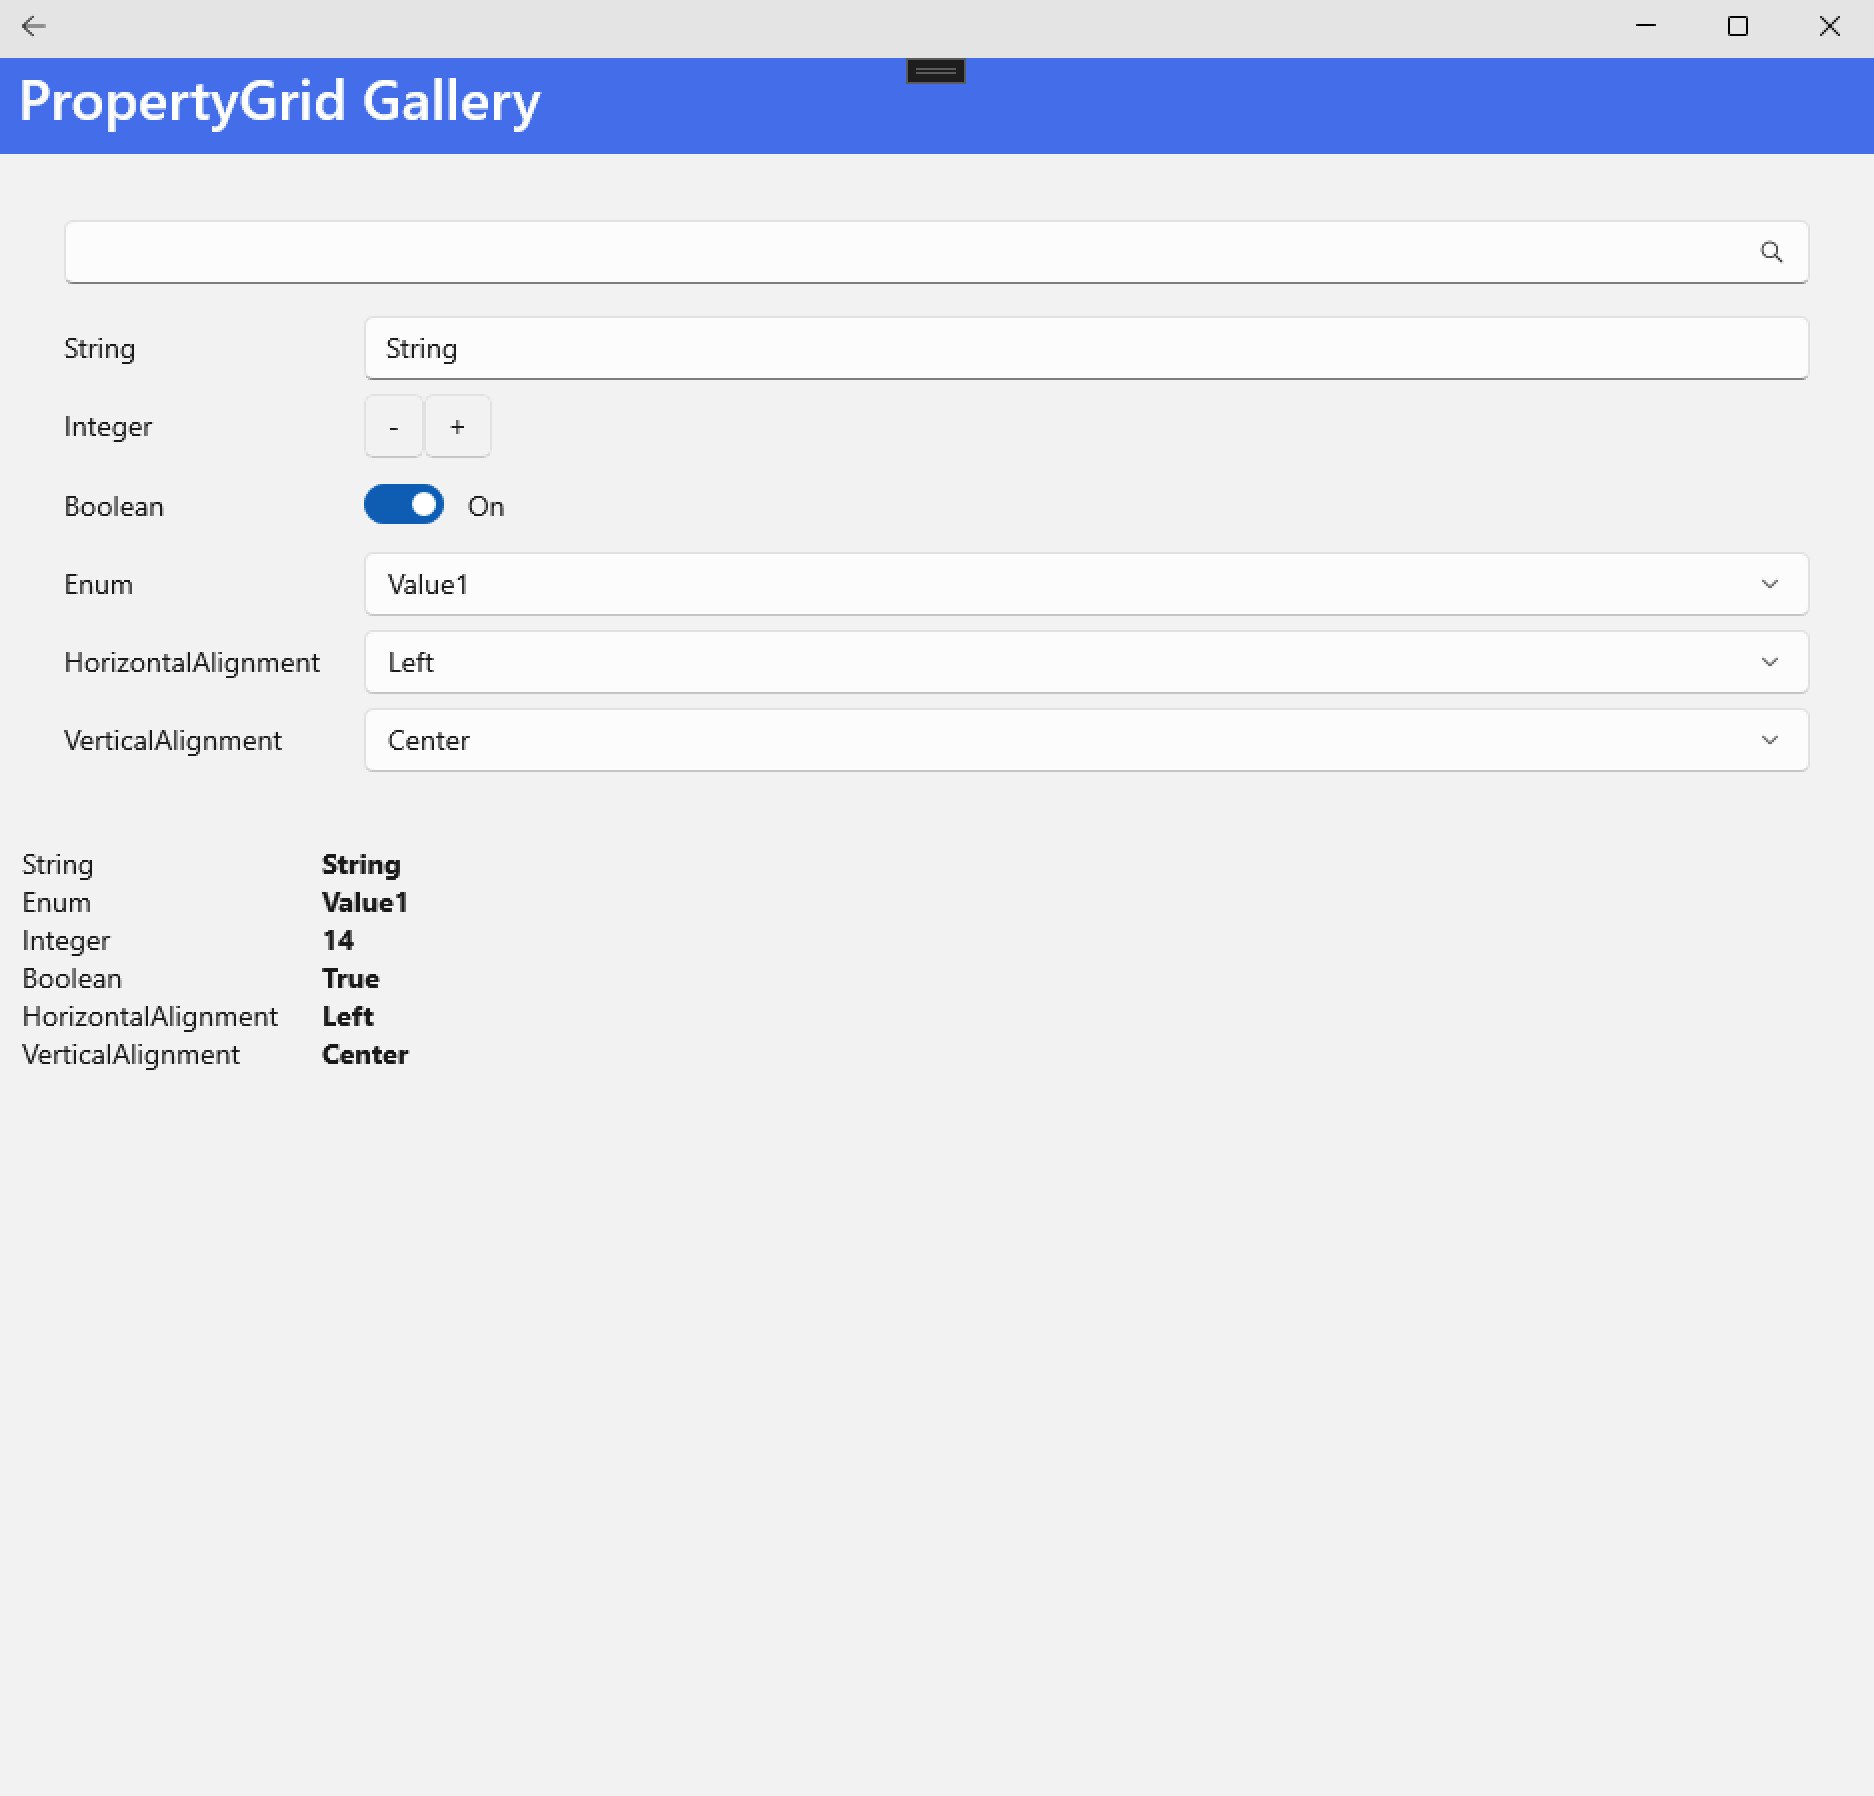 PropertyGrid Gallery
String String
Integer - +
Boolean On
Enum Value1
HorizontalAlignment Left
VerticalAlignment Center
String String
Enum Value1
Integer 14
Boolean True
HorizontalAlignment Left
VerticalAlignment Center